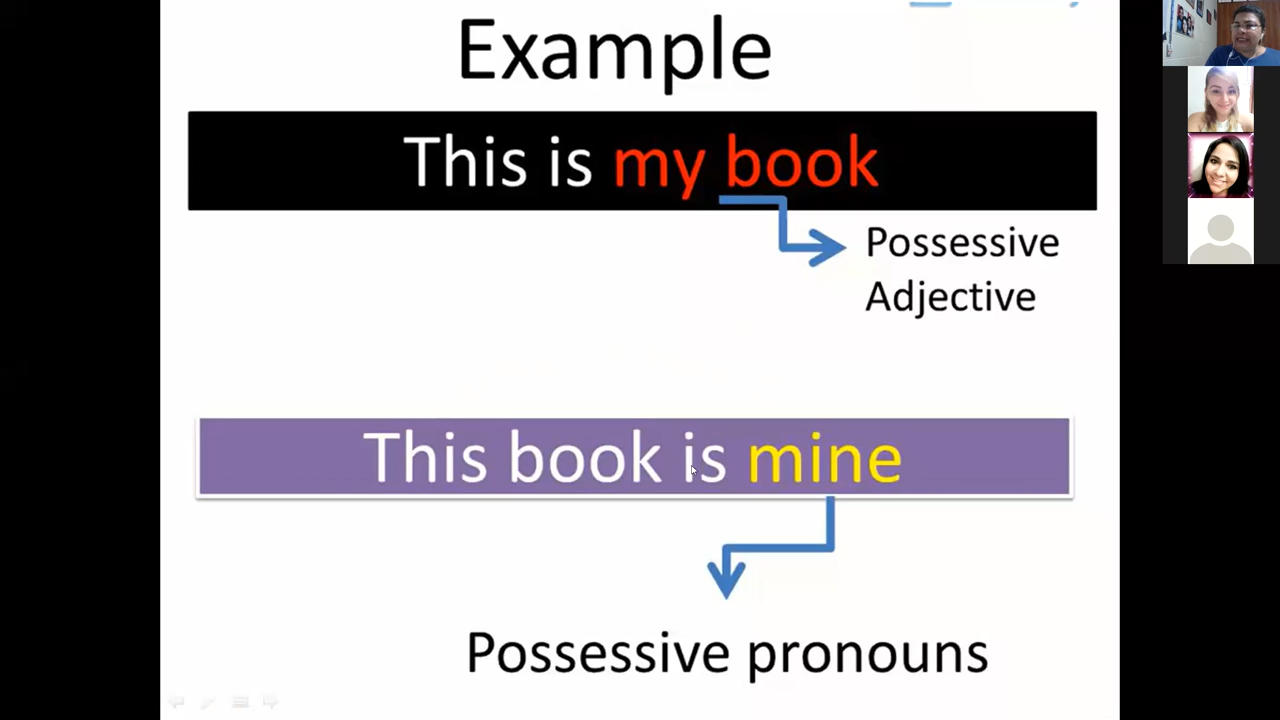 Example
This is my book
Possessive
Adjective
This book is mine
Possessive pronouns